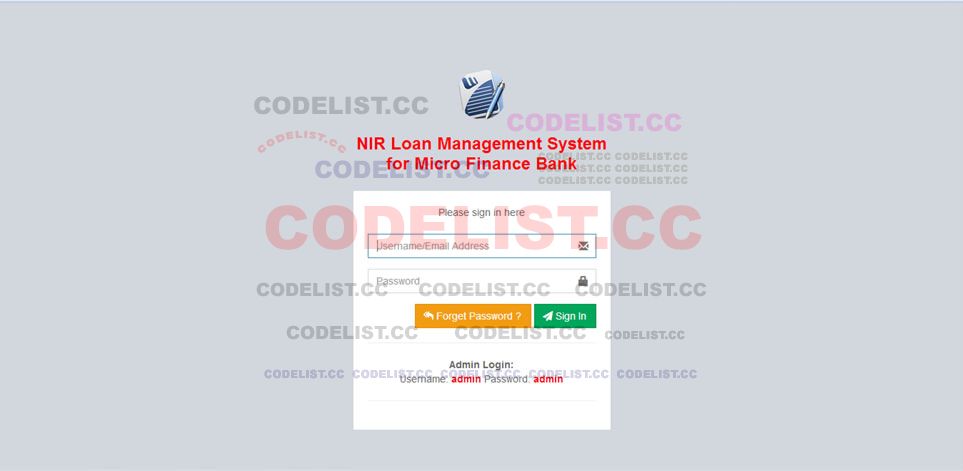 CODELIST.CC
CODELIST.CC
CODELIST.CC
NIR Loan Management System
for Micro Finance Bank
CODELIST.CC
CODELIST.CC CODELIST.CC
CODELIST.CC CODELIST.CC
CODELIST.CC CODELIST.CC
Please sign in here
CODELIST.CC
Username/Email Address
Password
CODELIST.CC CODELIST.CC CODELIST.CC
Forget Password ? Sign In
CODELIST.CC CODELIST.CC CODELIST.CC
Admin Login:
CODELIST.CC CODELIST.CC CODELIST.CC CODELIST.CC CODELIST.CC
Username: admin Password: admin